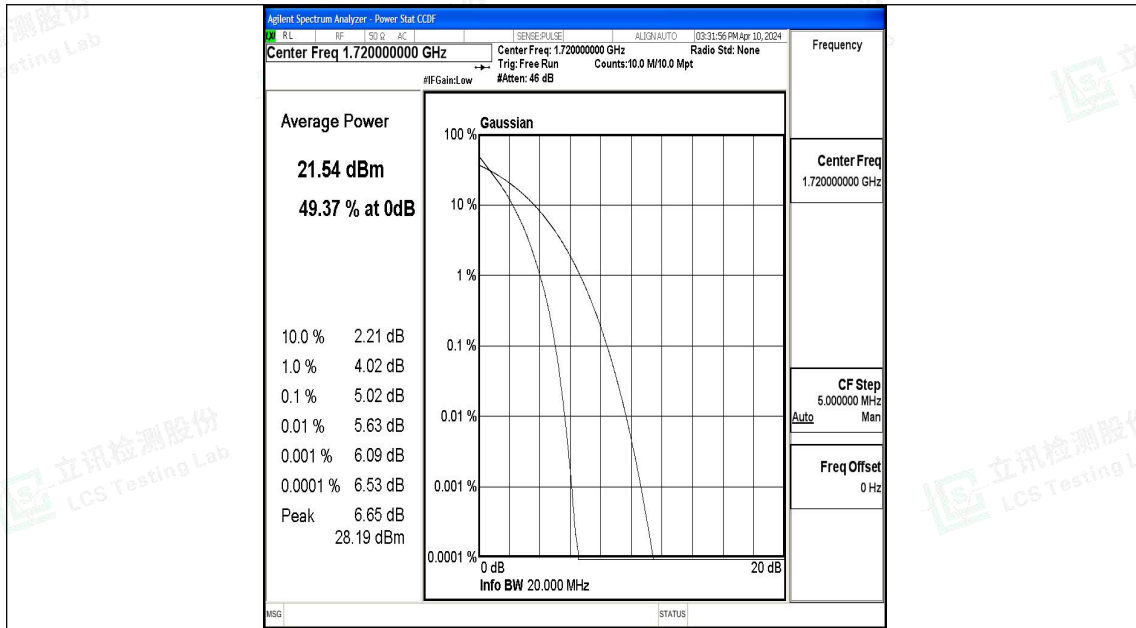 Agilent Spectrum Analyzer - Power Stat CCDF
RL RF 50 Ω AC SENSE:PULSE ALIGNAUTO 03:31:56 PM Apr 10, 2024
Center Freq 1.720000000 GHz
Center Freq: 1.720000000 GHz Radio Std: None
Trig: Free Run Counts:10.0 M/10.0 Mpt
#IFGain:Low #Atten: 46 dB
Frequency
Average Power
21.54 dBm
49.37 % at 0dB
10.0 % 2.21 dB
1.0 % 4.02 dB
0.1 % 5.02 dB
0.01 % 5.63 dB
0.001 % 6.09 dB
0.0001 % 6.53 dB
Peak 6.65 dB
28.19 dBm
Gaussian
100 %
10 %
1 %
0.1 %
0.01 %
0.001 %
0.0001 %
0 dB 20 dB
Info BW 20.000 MHz
Center Freq
1.720000000 GHz
CF Step
5.000000 MHz
Auto Man
Freq Offset
0 Hz
MSG STATUS
立讯检测股份
LCS Testing Lab